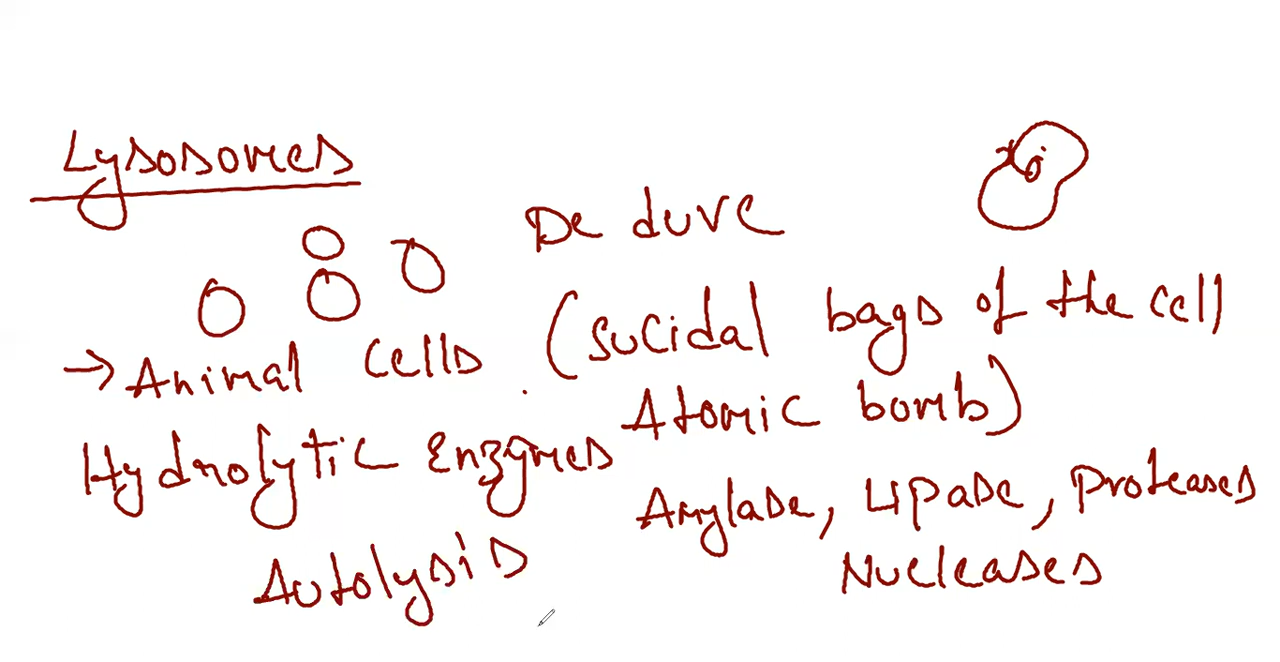 Lysosomes
De duve
(Sucidal bags of the cell
→ Animal cells
Atomic bomb)
Hydrolytic Enzymes
Amylase, Lipase, Proteases
Nucleases
Autolysis